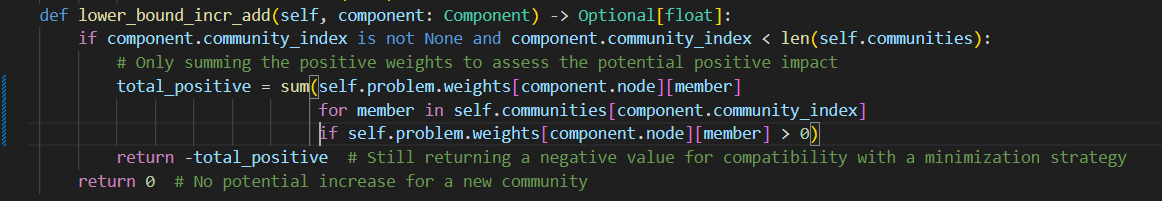 def lower_bound_incr_add(self, component: Component) -> Optional[float]:
    if component.community_index is not None and component.community_index < len(self.communities):
        # Only summing the positive weights to assess the potential positive impact
        total_positive = sum(self.problem.weights[component.node][member]
                             for member in self.communities[component.community_index]
                             if self.problem.weights[component.node][member] > 0)
        return -total_positive  # Still returning a negative value for compatibility with a minimization strategy
    return 0  # No potential increase for a new community